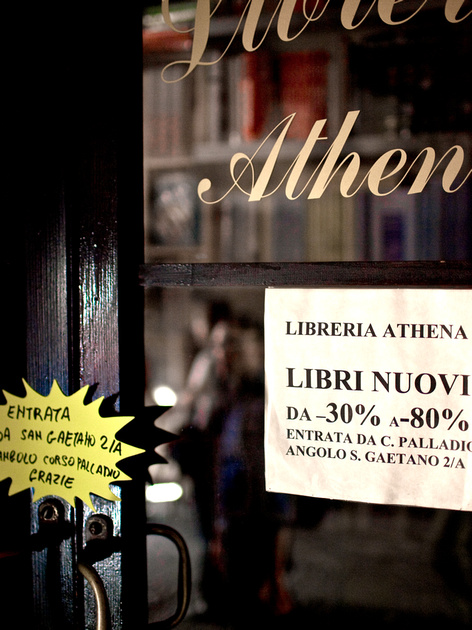 Libre
Athen
LIBRERIA ATHENA
LIBRI NUOVI
DA –30% A-80%
ENTRATA DA C. PALLADIO
ANGOLO S. GAETANO 2/A
ENTRATA
DA SAN GAETANO 2/A
ANGOLO CORSO PALLADIO
GRAZIE